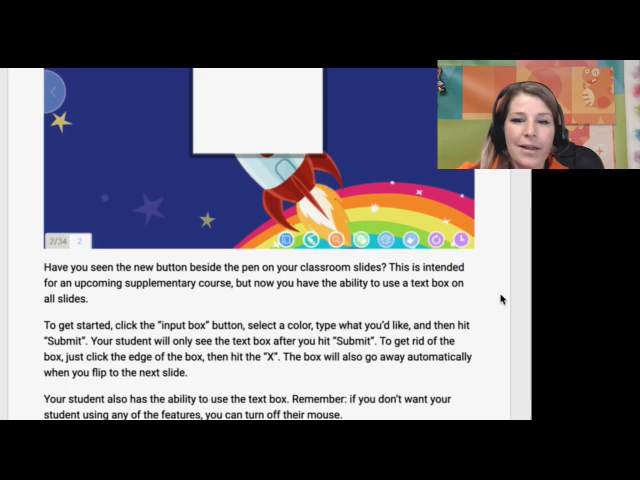 2/34 2
Have you seen the new button beside the pen on your classroom slides? This is intended
for an upcoming supplementary course, but now you have the ability to use a text box on
all slides.
To get started, click the “input box” button, select a color, type what you’d like, and then hit
“Submit”. Your student will only see the text box after you hit “Submit”. To get rid of the
box, just click the edge of the box, then hit the “X”. The box will also go away automatically
when you flip to the next slide.
Your student also has the ability to use the text box. Remember: if you don’t want your
student using any of the features, you can turn off their mouse.